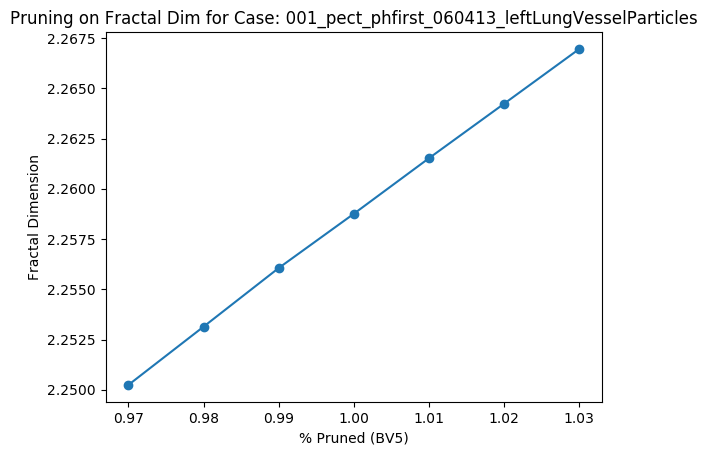 Pruning on Fractal Dim for Case: 001_pect_phfirst_060413_leftLungVesselParticles
2.2675
2.2650
2.2625
2.2600
2.2575
2.2550
2.2525
2.2500
Fractal Dimension
0.97 0.98 0.99 1.00 1.01 1.02 1.03
% Pruned (BV5)